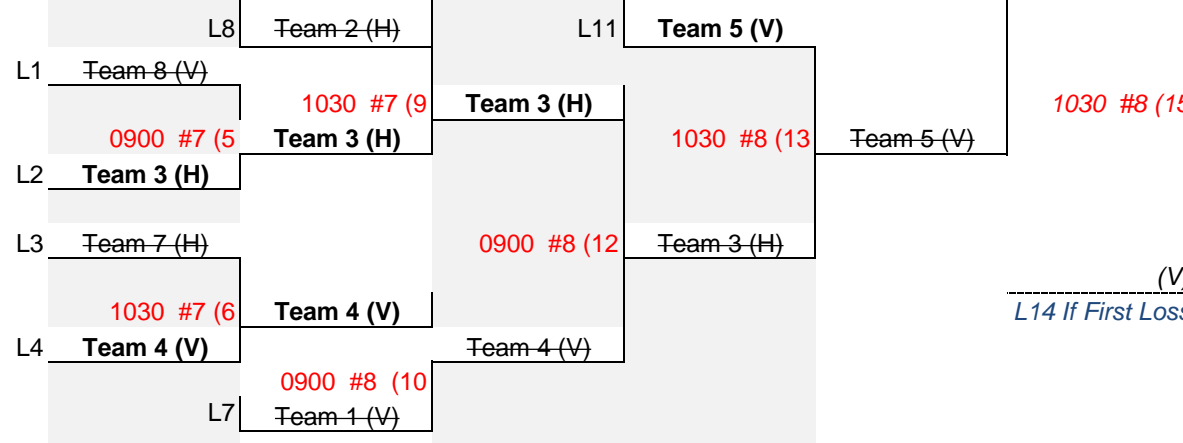 L8 Team 2 (H) L11 Team 5 (V)
L1 Team 8 (V)
1030 #7 (9 Team 3 (H) 1030 #8 (15
0900 #7 (5 Team 3 (H) 1030 #8 (13 Team 5 (V)
L2 Team 3 (H)
L3 Team 7 (H) 0900 #8 (12 Team 3 (H)
(V)
1030 #7 (6 Team 4 (V) L14 If First Loss
L4 Team 4 (V) Team 4 (V)
0900 #8 (10
L7 Team 1 (V)